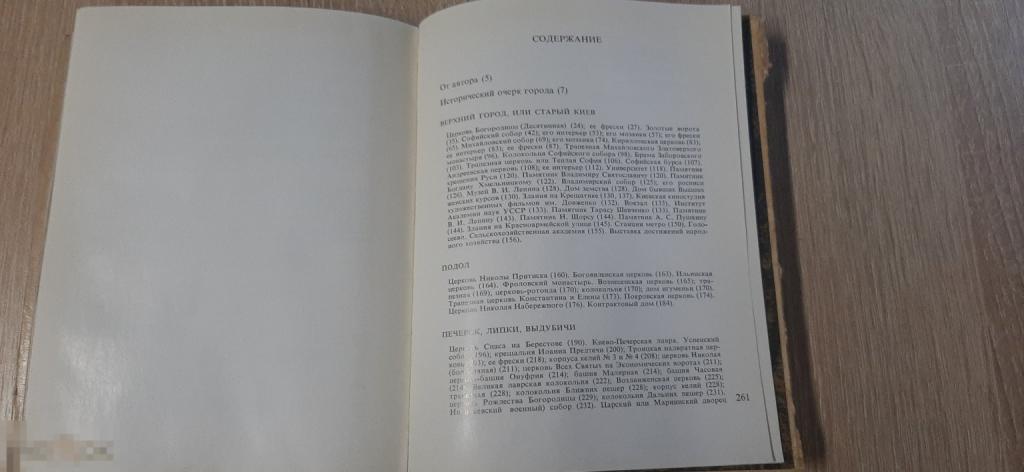 СОДЕРЖАНИЕ
От автора (5)
Исторический очерк города (7)
ВЕРХНИЙ ГОРОД, ИЛИ СТАРЫЙ КИЕВ
Церковь Богородицы (Десятинная) (24); ее фрески (27). Золотые ворота
(35). Софийский собор (42); его интерьер (53); его мозаики (57); его фрески
(65). Михайловский собор (69); его мозаики (74). Кирилловская церковь (83);
ее интерьер (83); ее фрески (87). Трапезная Михайловского Златоверхого
монастыря (96). Колокольня Софийского собора (98). Брама Заборовского
(103). Трапезная церковь или Теплая София (106). Софийская бурса (107).
Андреевская церковь (108); ее интерьер (112). Университет (118). Памятник
крещения Руси (120). Памятник Владимиру Святославичу (120). Памятник
Богдану Хмельницкому (122). Владимирский собор (125); его росписи
(126). Музей В. И. Ленина (128). Дом земства (128). Дом бывших Высших
женских курсов (130). Здания на Крещатике (130, 137). Киевская киностудия
художественных фильмов им. Довженко (132). Вокзал (133). Институт
Академии наук УССР (133). Памятник Тарасу Шевченко (133). Памятник
В. И. Ленину (143). Памятник Н. Щорсу (144). Памятник А. С. Пушкину
(144). Здания на Красноармейской улице (145). Станции метро (150). Голо-
сеево. Сельскохозяйственная академия (155). Выставка достижений народ-
ного хозяйства (156).
ПОДОЛ
Церковь Николы Притиска (160). Богоявленская церковь (163). Ильинская
церковь (164). Фроловский монастырь. Вознесенская церковь (165); тра-
пезная (169), церковь-ротонда (170); колокольня (170); дом игуменьи (170).
Трапезная церковь Константина и Елены (173). Покровская церковь (174).
Церковь Николая Набережного (176). Контрактовый дом (184).
ПЕЧЕРСК, ЛИПКИ, ВЫДУБИЧИ
Церковь Спаса на Берестове (190). Киево-Печерская лавра. Успенский
собор (196); крещальня Иоанна Предтечи (200); Троицкая надвратная цер-
ее фрески (218); корпуса келий № 3 и № 4 (208); церковь Николая
(211); церковь Всех Святых на Экономических воротах (211);
башня Онуфрия (214); башня Малярная (214); башня Часовая
Великая лаврская колокольня (222); Воздвиженская церковь (225);
(228); колокольня Ближних пещер (228); корпус келий (228);
Рождества Богородицы (229); колокольня Дальних пещер (231).
военный) собор (232). Царский или Мариинский дворец
261